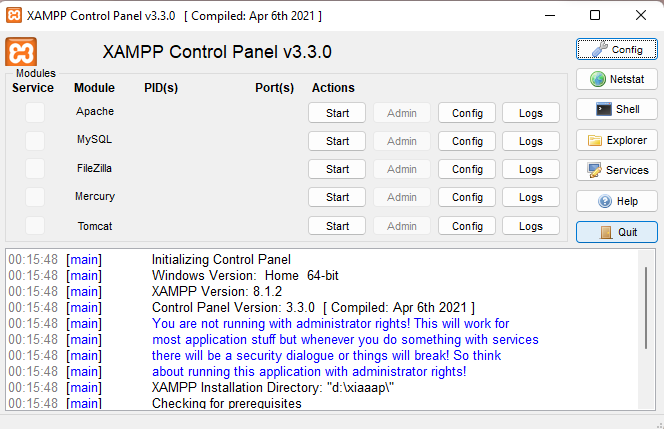 XAMPP Control Panel v3.3.0 [ Compiled: Apr 6th 2021 ]
XAMPP Control Panel v3.3.0
Config
Modules
Service Module PID(s) Port(s) Actions
Netstat
Apache Start Admin Config Logs
Shell
MySQL Start Admin Config Logs
Explorer
FileZilla Start Admin Config Logs
Services
Mercury Start Admin Config Logs
Help
Tomcat Start Admin Config Logs
Quit
00:15:48 [main] Initializing Control Panel
00:15:48 [main] Windows Version: Home 64-bit
00:15:48 [main] XAMPP Version: 8.1.2
00:15:48 [main] Control Panel Version: 3.3.0 [ Compiled: Apr 6th 2021 ]
00:15:48 [main] You are not running with administrator rights! This will work for
00:15:48 [main] most application stuff but whenever you do something with services
00:15:48 [main] there will be a security dialogue or things will break! So think
00:15:48 [main] about running this application with administrator rights!
00:15:48 [main] XAMPP Installation Directory: "d:\xiaaap\"
00:15:48 [main] Checking for prerequisites